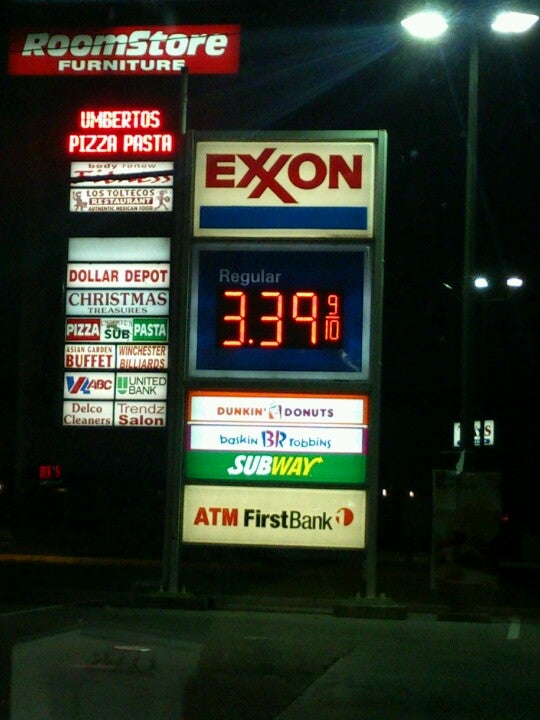 RoomStore
FURNITURE
UMBERTOS
PIZZA PASTA
body renew
Fitness
LOS TOLTECOS
RESTAURANT
AUTHENTIC MEXICAN FOOD
DOLLAR DEPOT
CHRISTMAS
TREASURES
PIZZA SUB PASTA
ASIAN GARDEN
BUFFET
WINCHESTER
BILLIARDS
VA ABC
UNITED
BANK
Delco
Cleaners
Trendz
Salon
EXXON
Regular
3.39 9/10
DUNKIN' DONUTS
baskin BR robbins
SUBWAY
ATM FirstBank